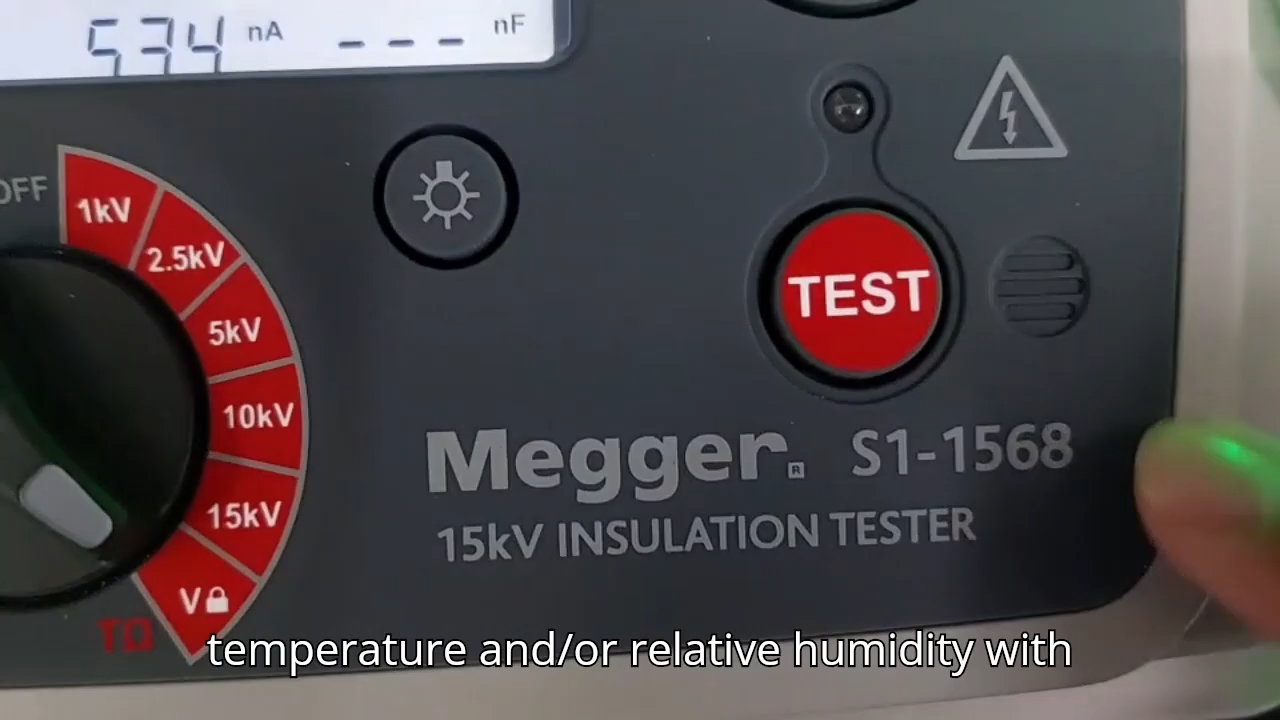 534 nA --- nF
OFF
1kV
2.5kV
5kV
10kV
15kV
V
TO
TEST
Megger® S1-1568
15kV INSULATION TESTER
temperature and/or relative humidity with